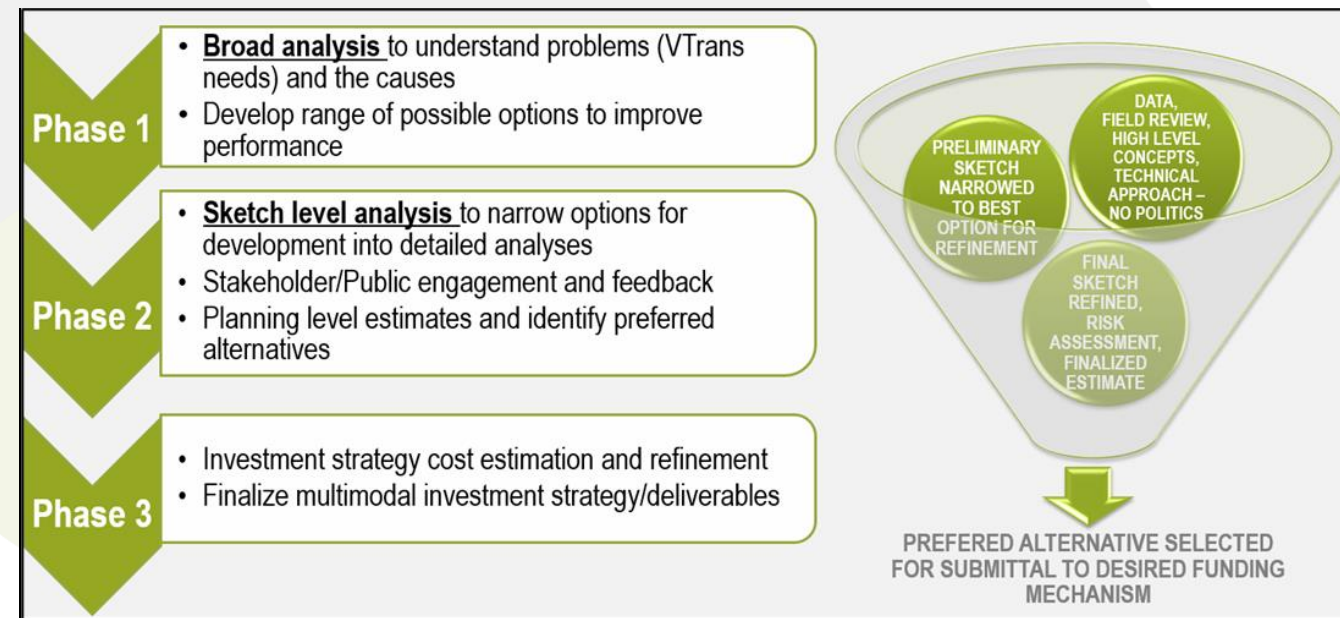 Phase 1
• Broad analysis to understand problems (VTrans
needs) and the causes
• Develop range of possible options to improve
performance
Phase 2
• Sketch level analysis to narrow options for
development into detailed analyses
• Stakeholder/Public engagement and feedback
• Planning level estimates and identify preferred
alternatives
Phase 3
• Investment strategy cost estimation and refinement
• Finalize multimodal investment strategy/deliverables
DATA,
FIELD REVIEW,
HIGH LEVEL
CONCEPTS,
TECHNICAL
APPROACH –
NO POLITICS
PRELIMINARY
SKETCH
NARROWED
TO BEST
OPTION FOR
REFINEMENT
FINAL
SKETCH
REFINED,
RISK
ASSESSMENT,
FINALIZED
ESTIMATE
PREFERED ALTERNATIVE SELECTED
FOR SUBMITTAL TO DESIRED FUNDING
MECHANISM